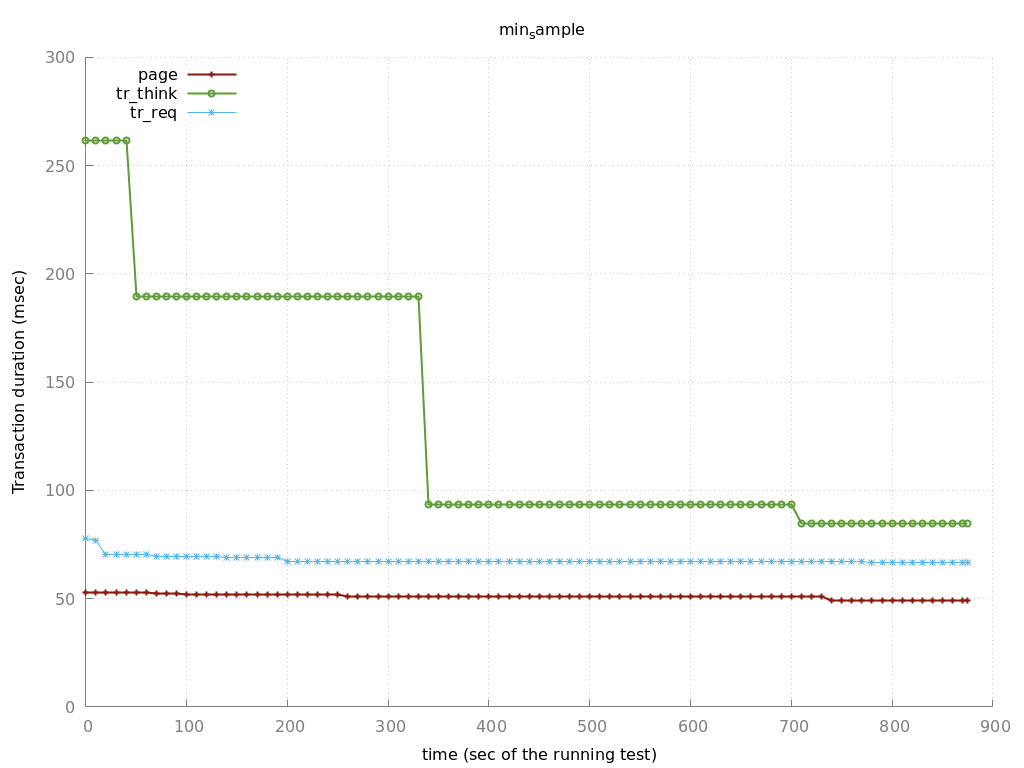 min_sample
300
250
200
150
100
50
0
page
tr_think
tr_req
Transaction duration (msec)
0 100 200 300 400 500 600 700 800 900
time (sec of the running test)